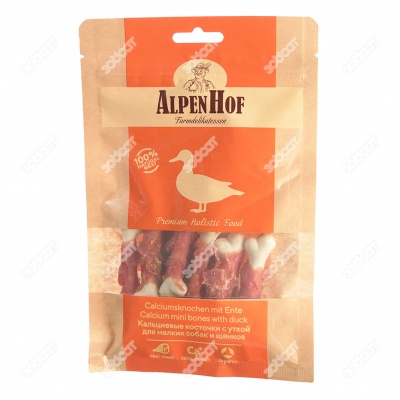 AlpenHof
Farmdelikatessen
100%
Premium Holistic Food
Calciumsknochen mit Ente
Calcium mini bones with duck
Кальциевые косточки с уткой
для мелких собак и щенков